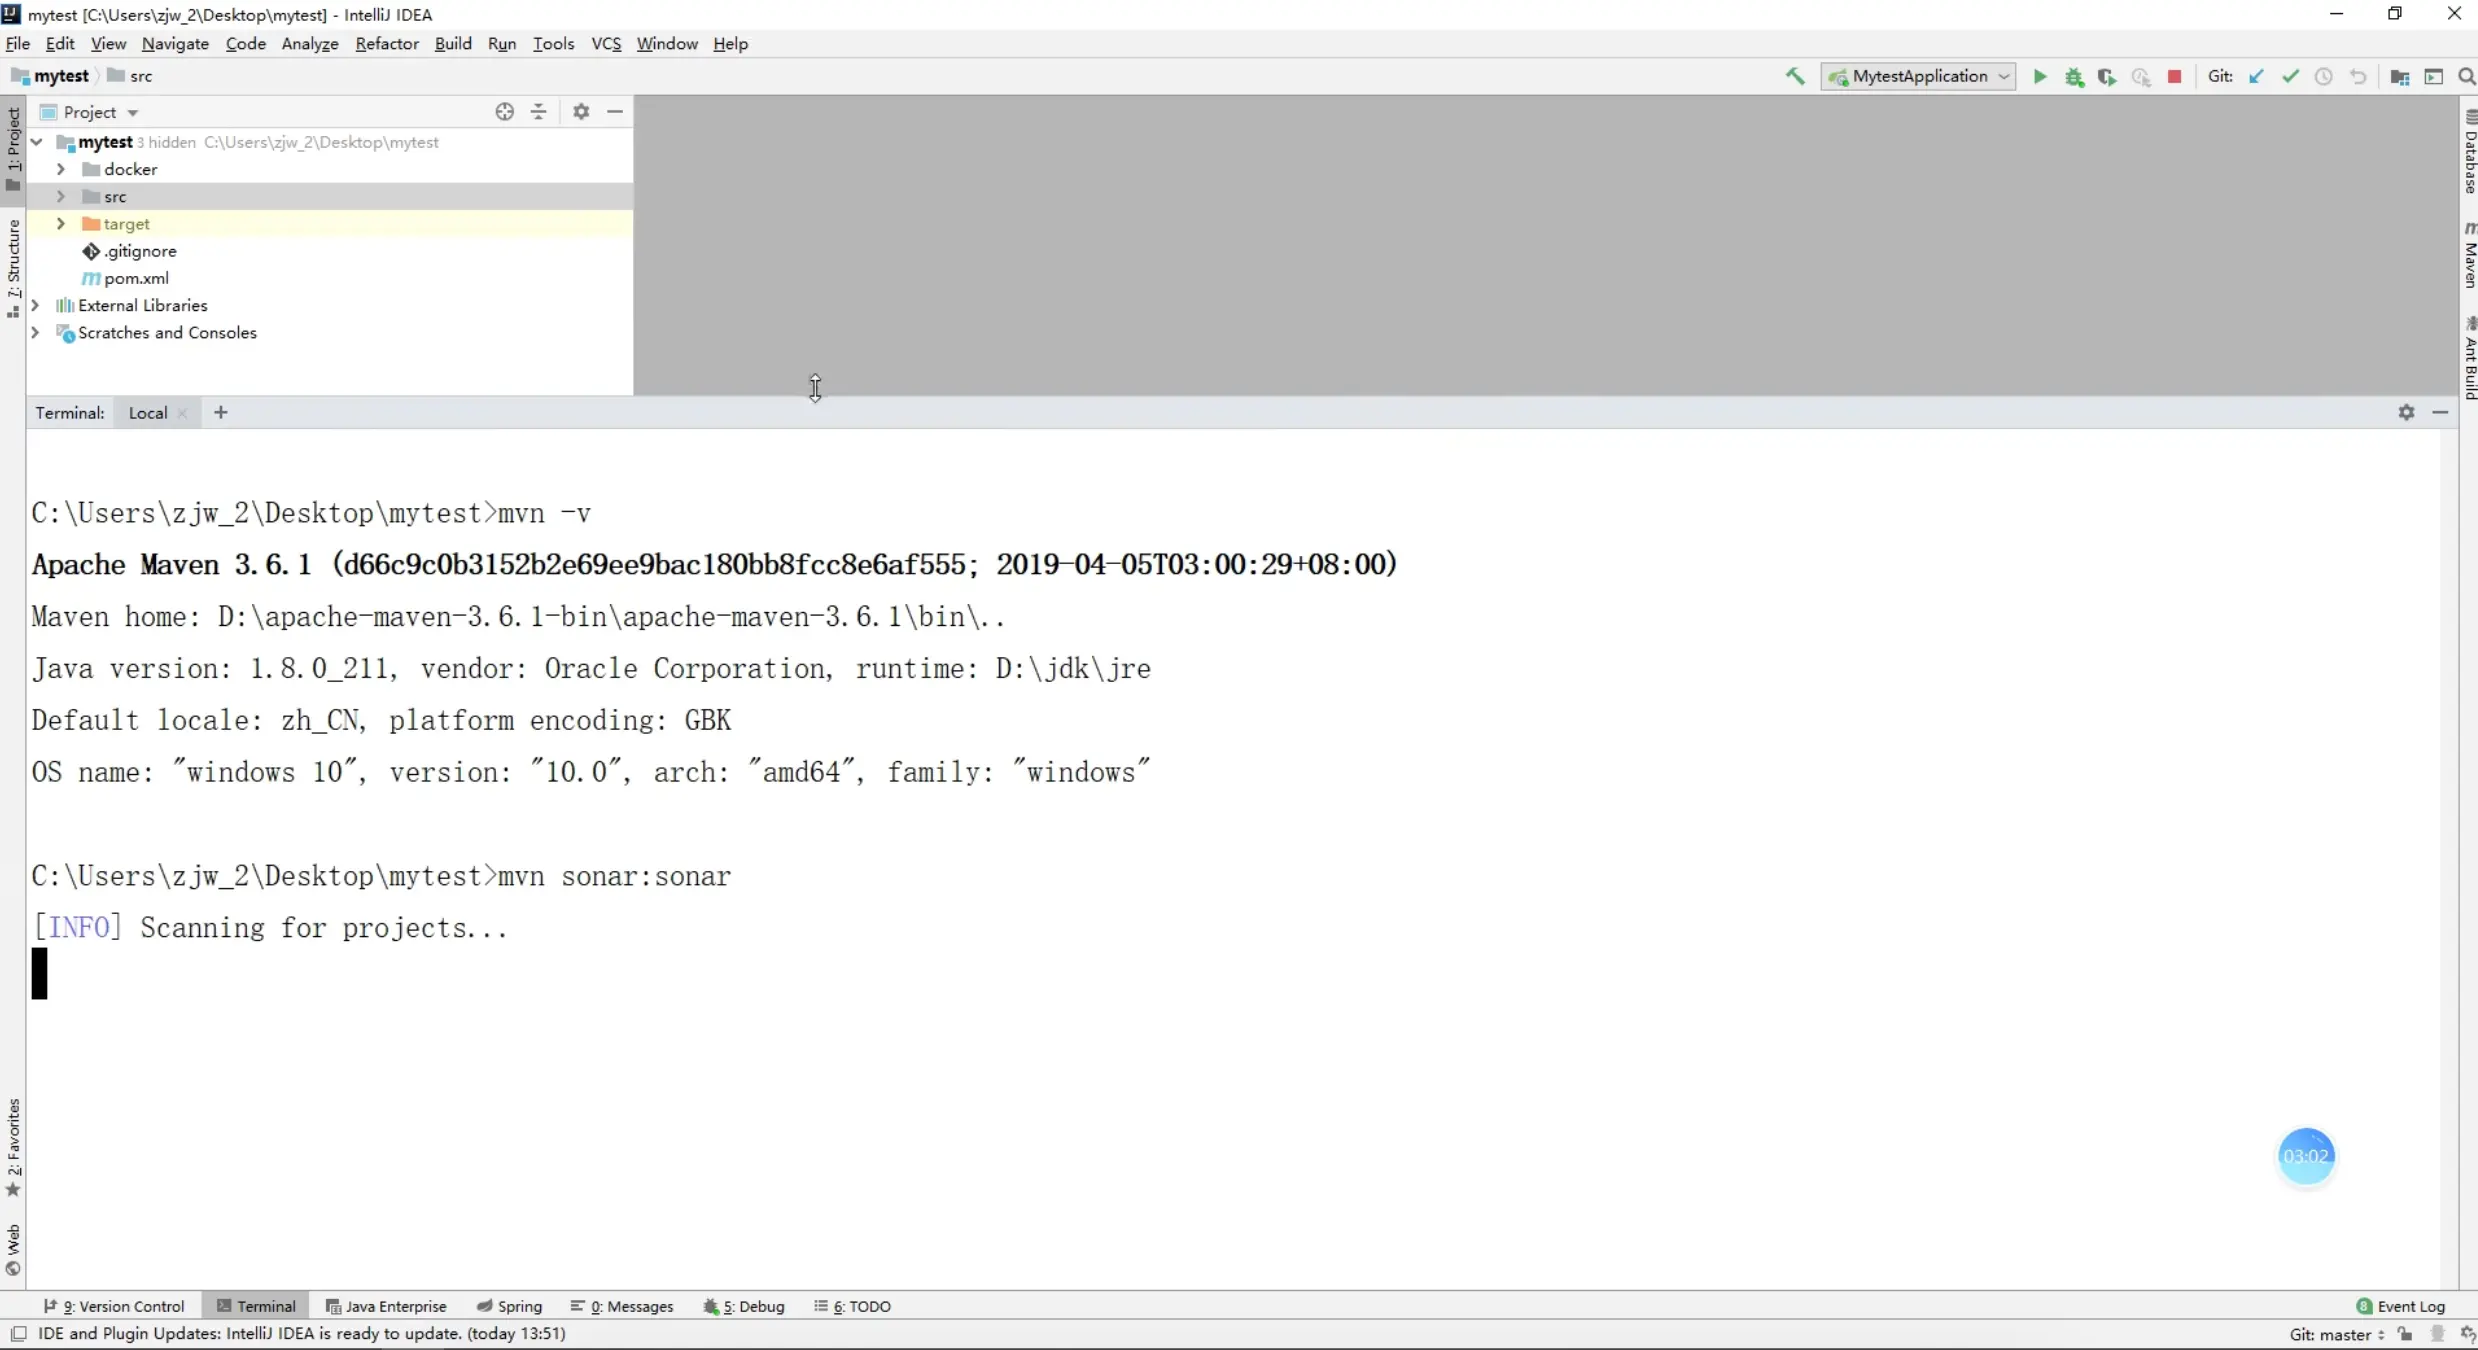 mytest [C:\Users\zjw_2\Desktop\mytest] - IntelliJ IDEA
File Edit View Navigate Code Analyze Refactor Build Run Tools VCS Window Help
mytest src MytestApplication Git:
Project
mytest 3 hidden C:\Users\zjw_2\Desktop\mytest
docker
src
target
.gitignore
pom.xml
External Libraries
Scratches and Consoles
1: Project
7: Structure
2: Favorites
Web
Database
Maven
Ant Build
Terminal: Local
C:\Users\zjw_2\Desktop\mytest>mvn -v
Apache Maven 3.6.1 (d66c9c0b3152b2e69ee9bac180bb8fcc8e6af555; 2019-04-05T03:00:29+08:00)
Maven home: D:\apache-maven-3.6.1-bin\apache-maven-3.6.1\bin\..
Java version: 1.8.0_211, vendor: Oracle Corporation, runtime: D:\jdk\jre
Default locale: zh_CN, platform encoding: GBK
OS name: "windows 10", version: "10.0", arch: "amd64", family: "windows"
C:\Users\zjw_2\Desktop\mytest>mvn sonar:sonar
[INFO] Scanning for projects...
03:02
9: Version Control Terminal Java Enterprise Spring 0: Messages 5: Debug 6: TODO 8 Event Log
IDE and Plugin Updates: IntelliJ IDEA is ready to update. (today 13:51) Git: master